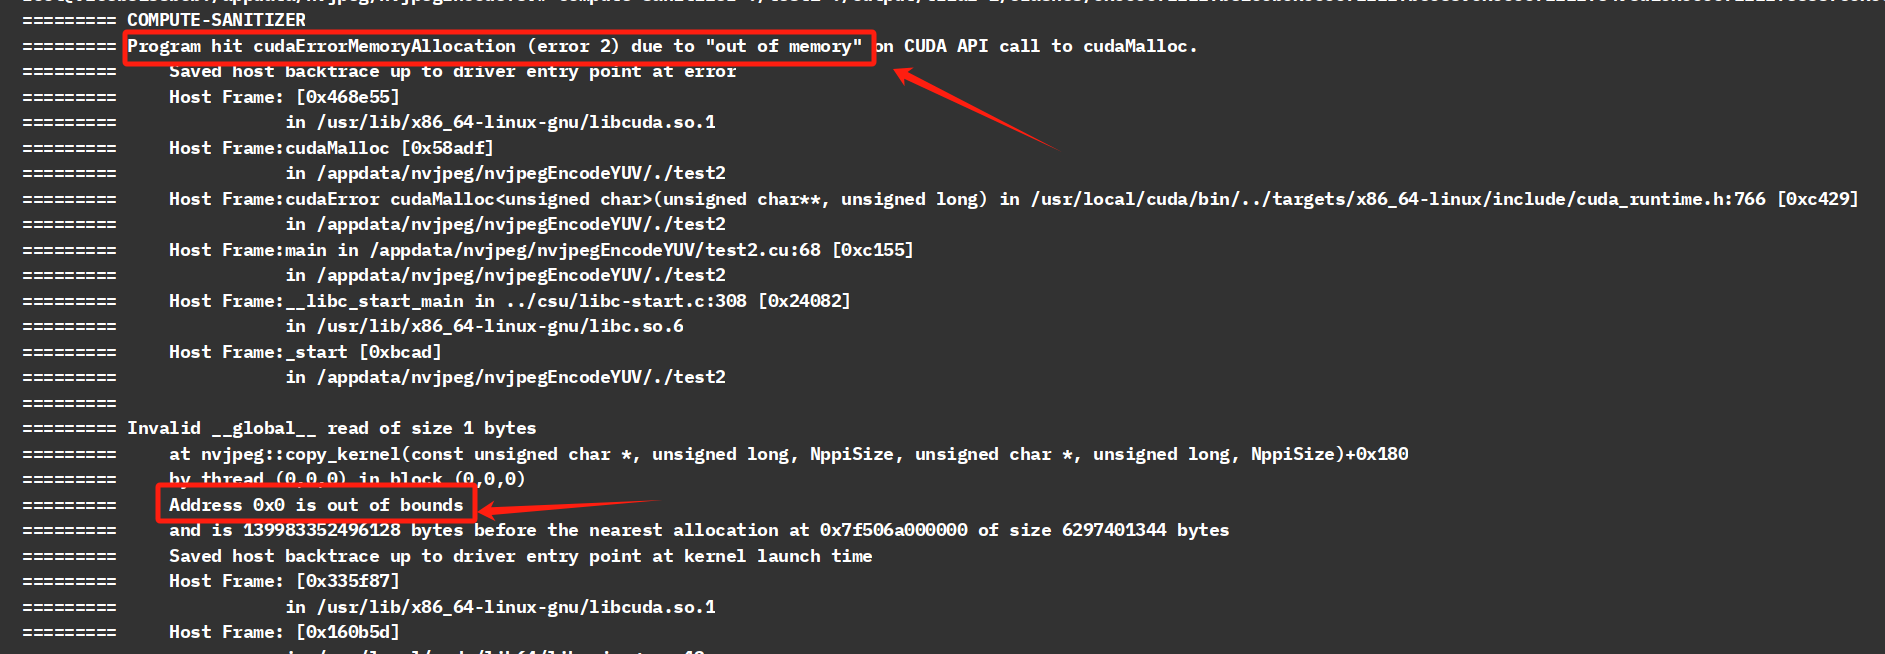 ========= COMPUTE-SANITIZER
========= Program hit cudaErrorMemoryAllocation (error 2) due to "out of memory" on CUDA API call to cudaMalloc.
=========     Saved host backtrace up to driver entry point at error
=========     Host Frame: [0x468e55]
=========                in /usr/lib/x86_64-linux-gnu/libcuda.so.1
=========     Host Frame:cudaMalloc [0x58adf]
=========                in /appdata/nvjpeg/nvjpegEncodeYUV/./test2
=========     Host Frame:cudaError cudaMalloc<unsigned char>(unsigned char**, unsigned long) in /usr/local/cuda/bin/../targets/x86_64-linux/include/cuda_runtime.h:766 [0xc429]
=========                in /appdata/nvjpeg/nvjpegEncodeYUV/./test2
=========     Host Frame:main in /appdata/nvjpeg/nvjpegEncodeYUV/test2.cu:68 [0xc155]
=========                in /appdata/nvjpeg/nvjpegEncodeYUV/./test2
=========     Host Frame:__libc_start_main in ../csu/libc-start.c:308 [0x24082]
=========                in /usr/lib/x86_64-linux-gnu/libc.so.6
=========     Host Frame:_start [0xbcad]
=========                in /appdata/nvjpeg/nvjpegEncodeYUV/./test2
=========
========= Invalid __global__ read of size 1 bytes
=========     at nvjpeg::copy_kernel(const unsigned char *, unsigned long, NppiSize, unsigned char *, unsigned long, NppiSize)+0x180
=========     by thread (0,0,0) in block (0,0,0)
=========     Address 0x0 is out of bounds
=========     and is 139983352496128 bytes before the nearest allocation at 0x7f506a000000 of size 6297401344 bytes
=========     Saved host backtrace up to driver entry point at kernel launch time
=========     Host Frame: [0x335f87]
=========                in /usr/lib/x86_64-linux-gnu/libcuda.so.1
=========     Host Frame: [0x160b5d]